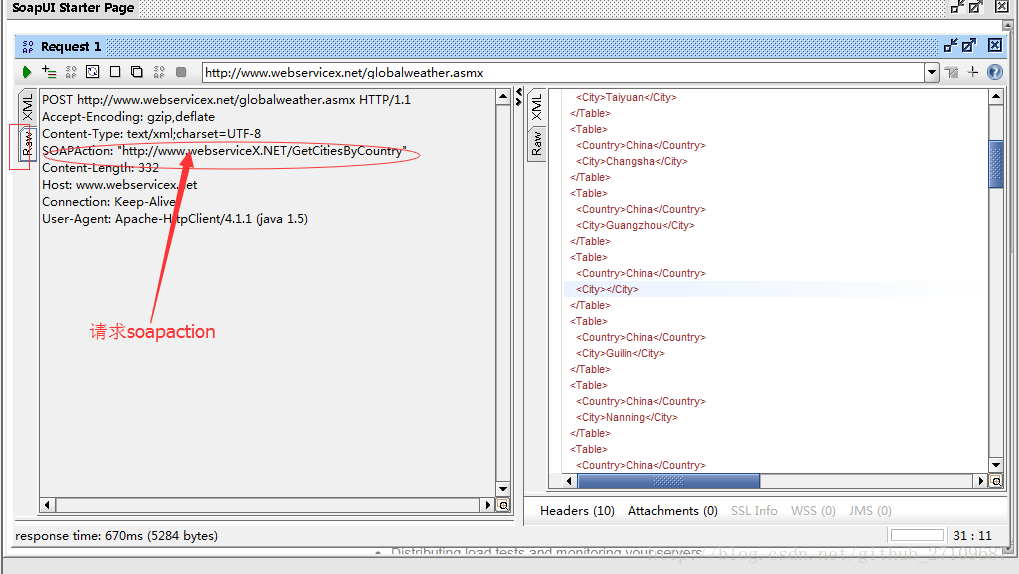 SoapUI Starter Page
Request 1
http://www.webservicex.net/globalweather.asmx
XML
Raw
POST http://www.webservicex.net/globalweather.asmx HTTP/1.1
Accept-Encoding: gzip,deflate
Content-Type: text/xml;charset=UTF-8
SOAPAction: "http://www.webserviceX.NET/GetCitiesByCountry"
Content-Length: 332
Host: www.webservicex.net
Connection: Keep-Alive
User-Agent: Apache-HttpClient/4.1.1 (java 1.5)
请求soapaction
XML
Raw
<City>Taiyuan</City>
</Table>
<Table>
<Country>China</Country>
<City>Changsha</City>
</Table>
<Table>
<Country>China</Country>
<City>Guangzhou</City>
</Table>
<Table>
<Country>China</Country>
<City></City>
</Table>
<Table>
<Country>China</Country>
<City>Guilin</City>
</Table>
<Table>
<Country>China</Country>
<City>Nanning</City>
</Table>
<Table>
<Country>China</Country>
Headers (10) Attachments (0) SSL Info WSS (0) JMS (0)
response time: 670ms (5284 bytes)
31 : 11
Distributing load tests and monitoring your servers